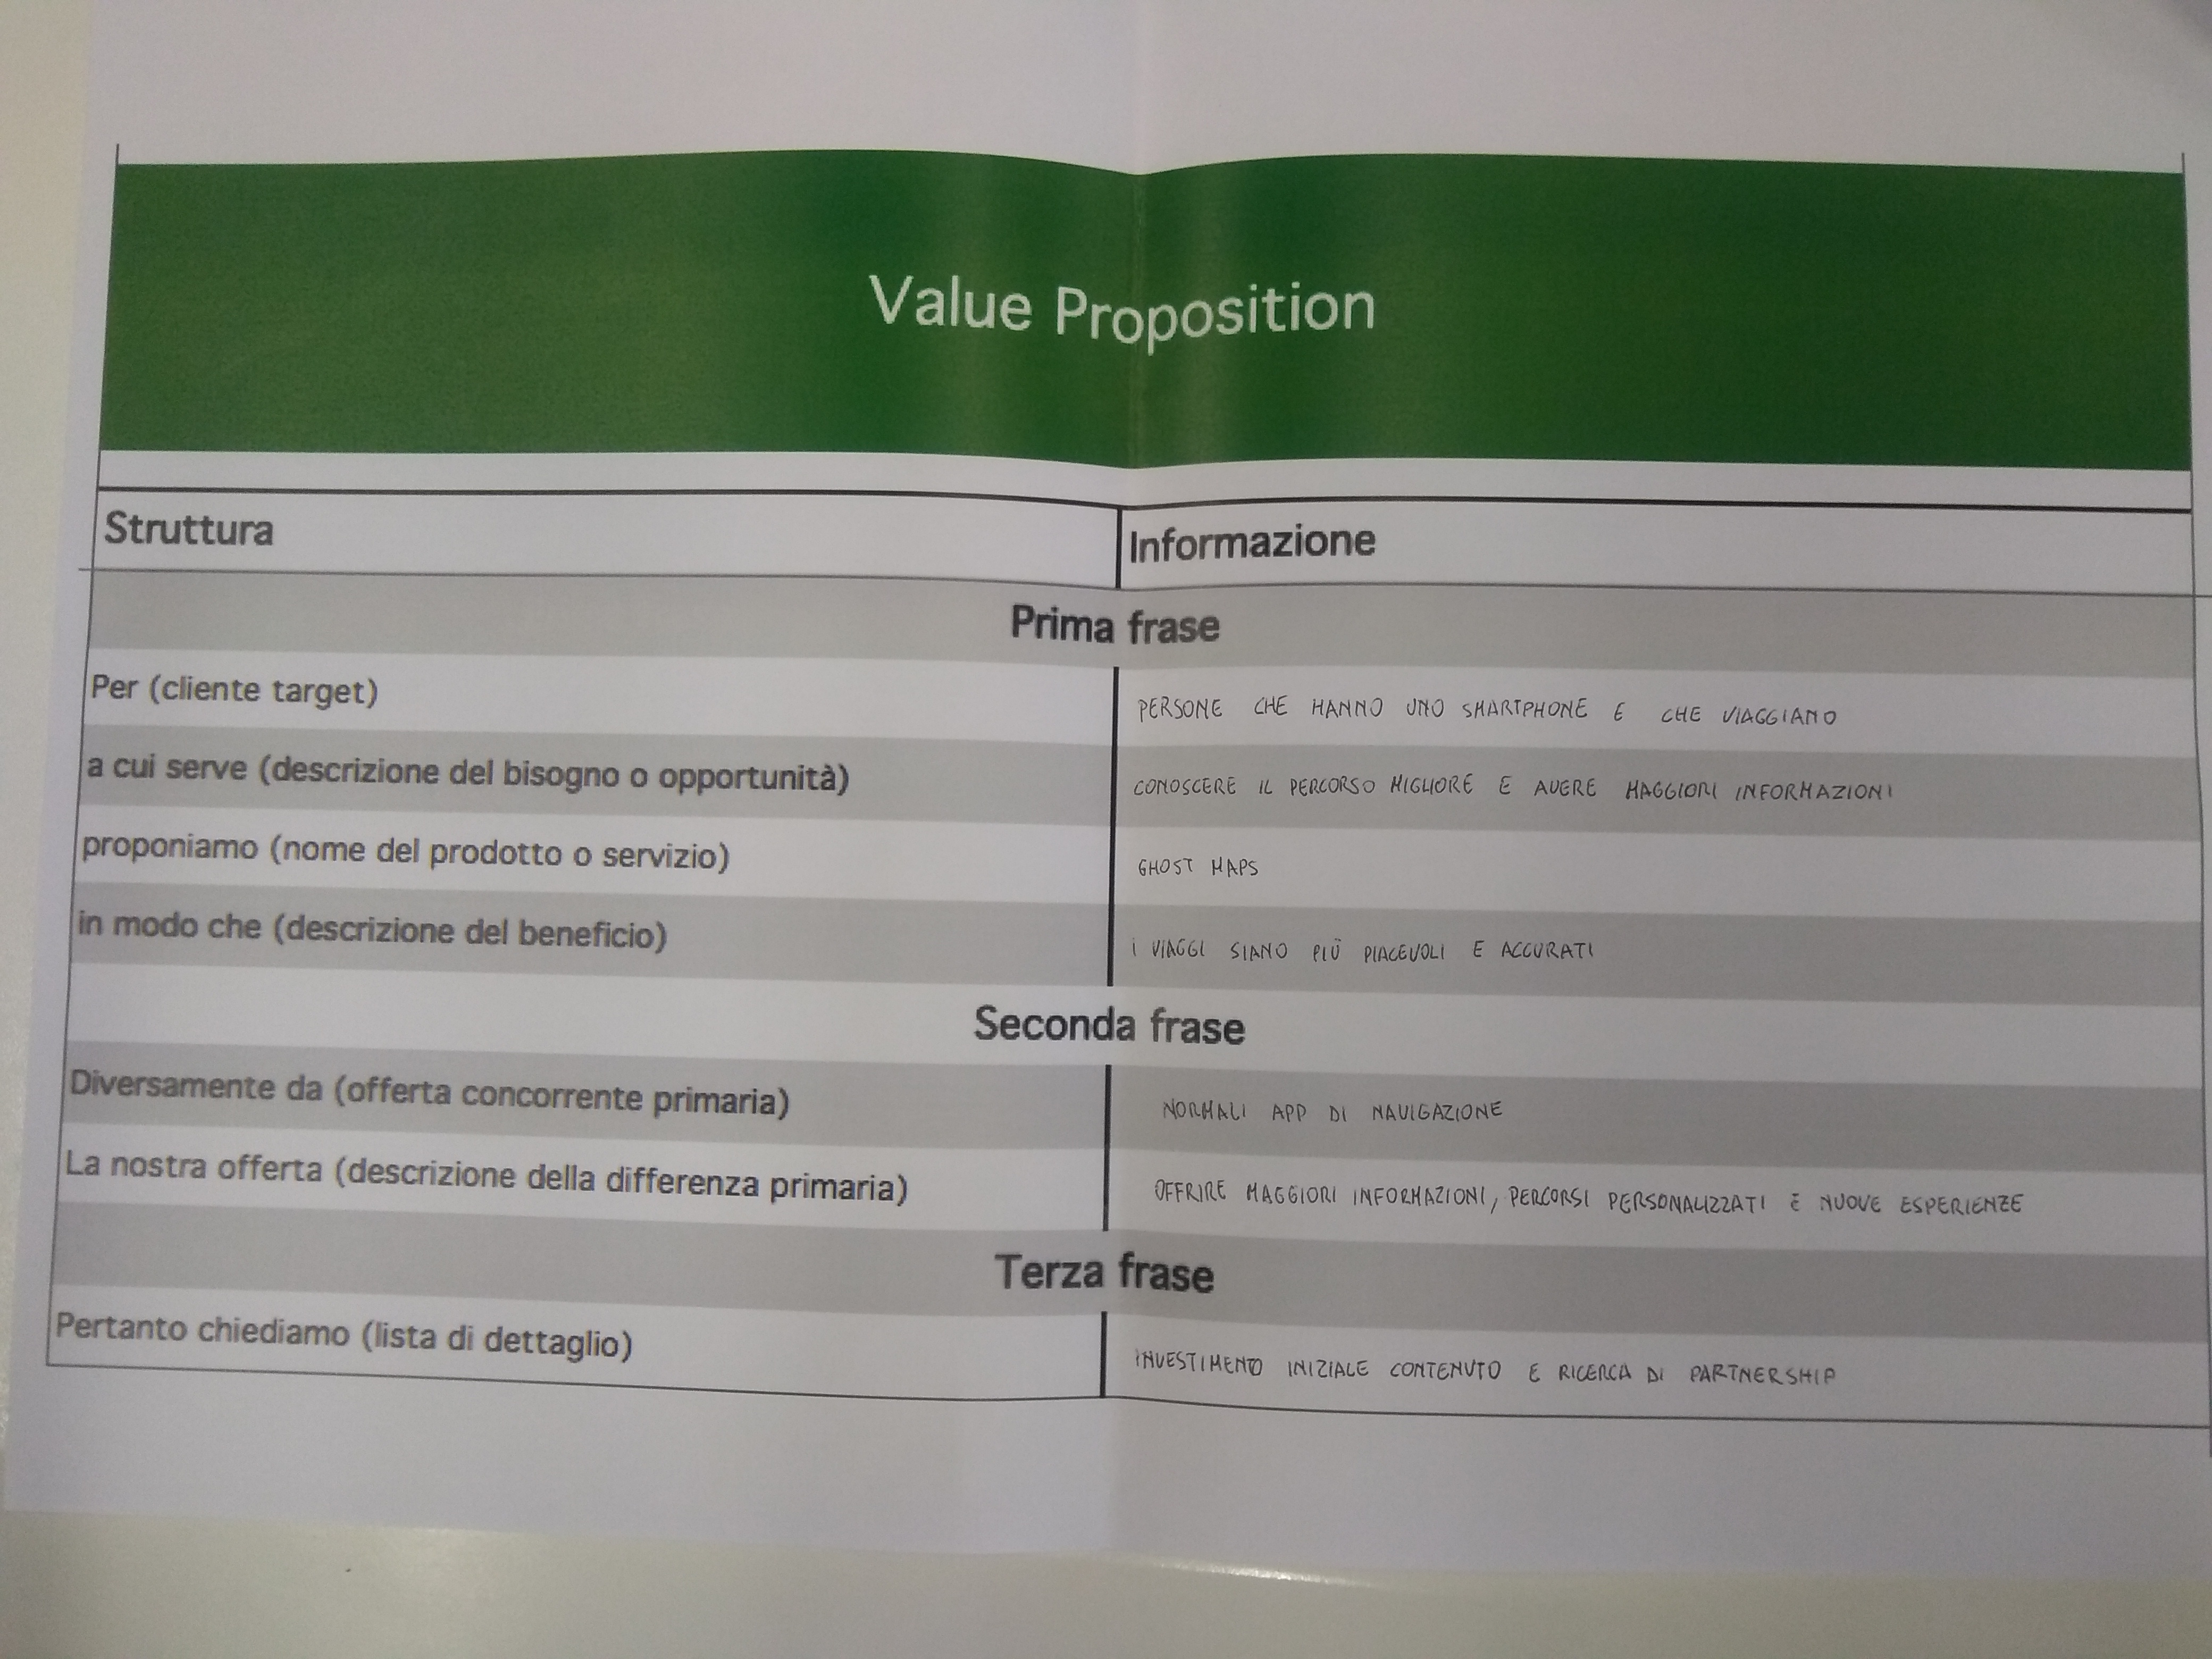 Value Proposition
Struttura Informazione
Prima frase
Per (cliente target) PERSONE CHE HANNO UNO SMARTPHONE E CHE VIAGGIANO
a cui serve (descrizione del bisogno o opportunità) CONOSCERE IL PERCORSO MIGLIORE E AVERE MAGGIORI INFORMAZIONI
proponiamo (nome del prodotto o servizio) GHOST MAPS
in modo che (descrizione del beneficio) I VIAGGI SIANO PIÙ PIACEVOLI E ACCURATI
Seconda frase
Diversamente da (offerta concorrente primaria) NORMALI APP DI NAVIGAZIONE
La nostra offerta (descrizione della differenza primaria) OFFRIRE MAGGIORI INFORMAZIONI, PERCORSI PERSONALIZZATI E NUOVE ESPERIENZE
Terza frase
Pertanto chiediamo (lista di dettaglio) INVESTIMENTO INIZIALE CONTENUTO E RICERCA DI PARTNERSHIP